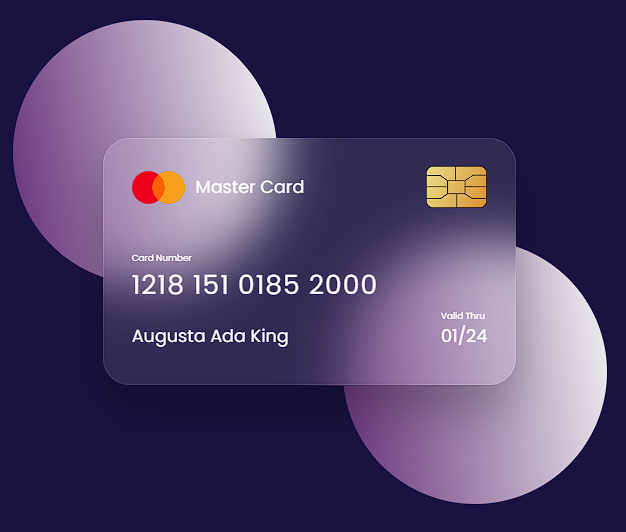 Master Card
Card Number
1218 151 0185 2000
Valid Thru
Augusta Ada King
01/24